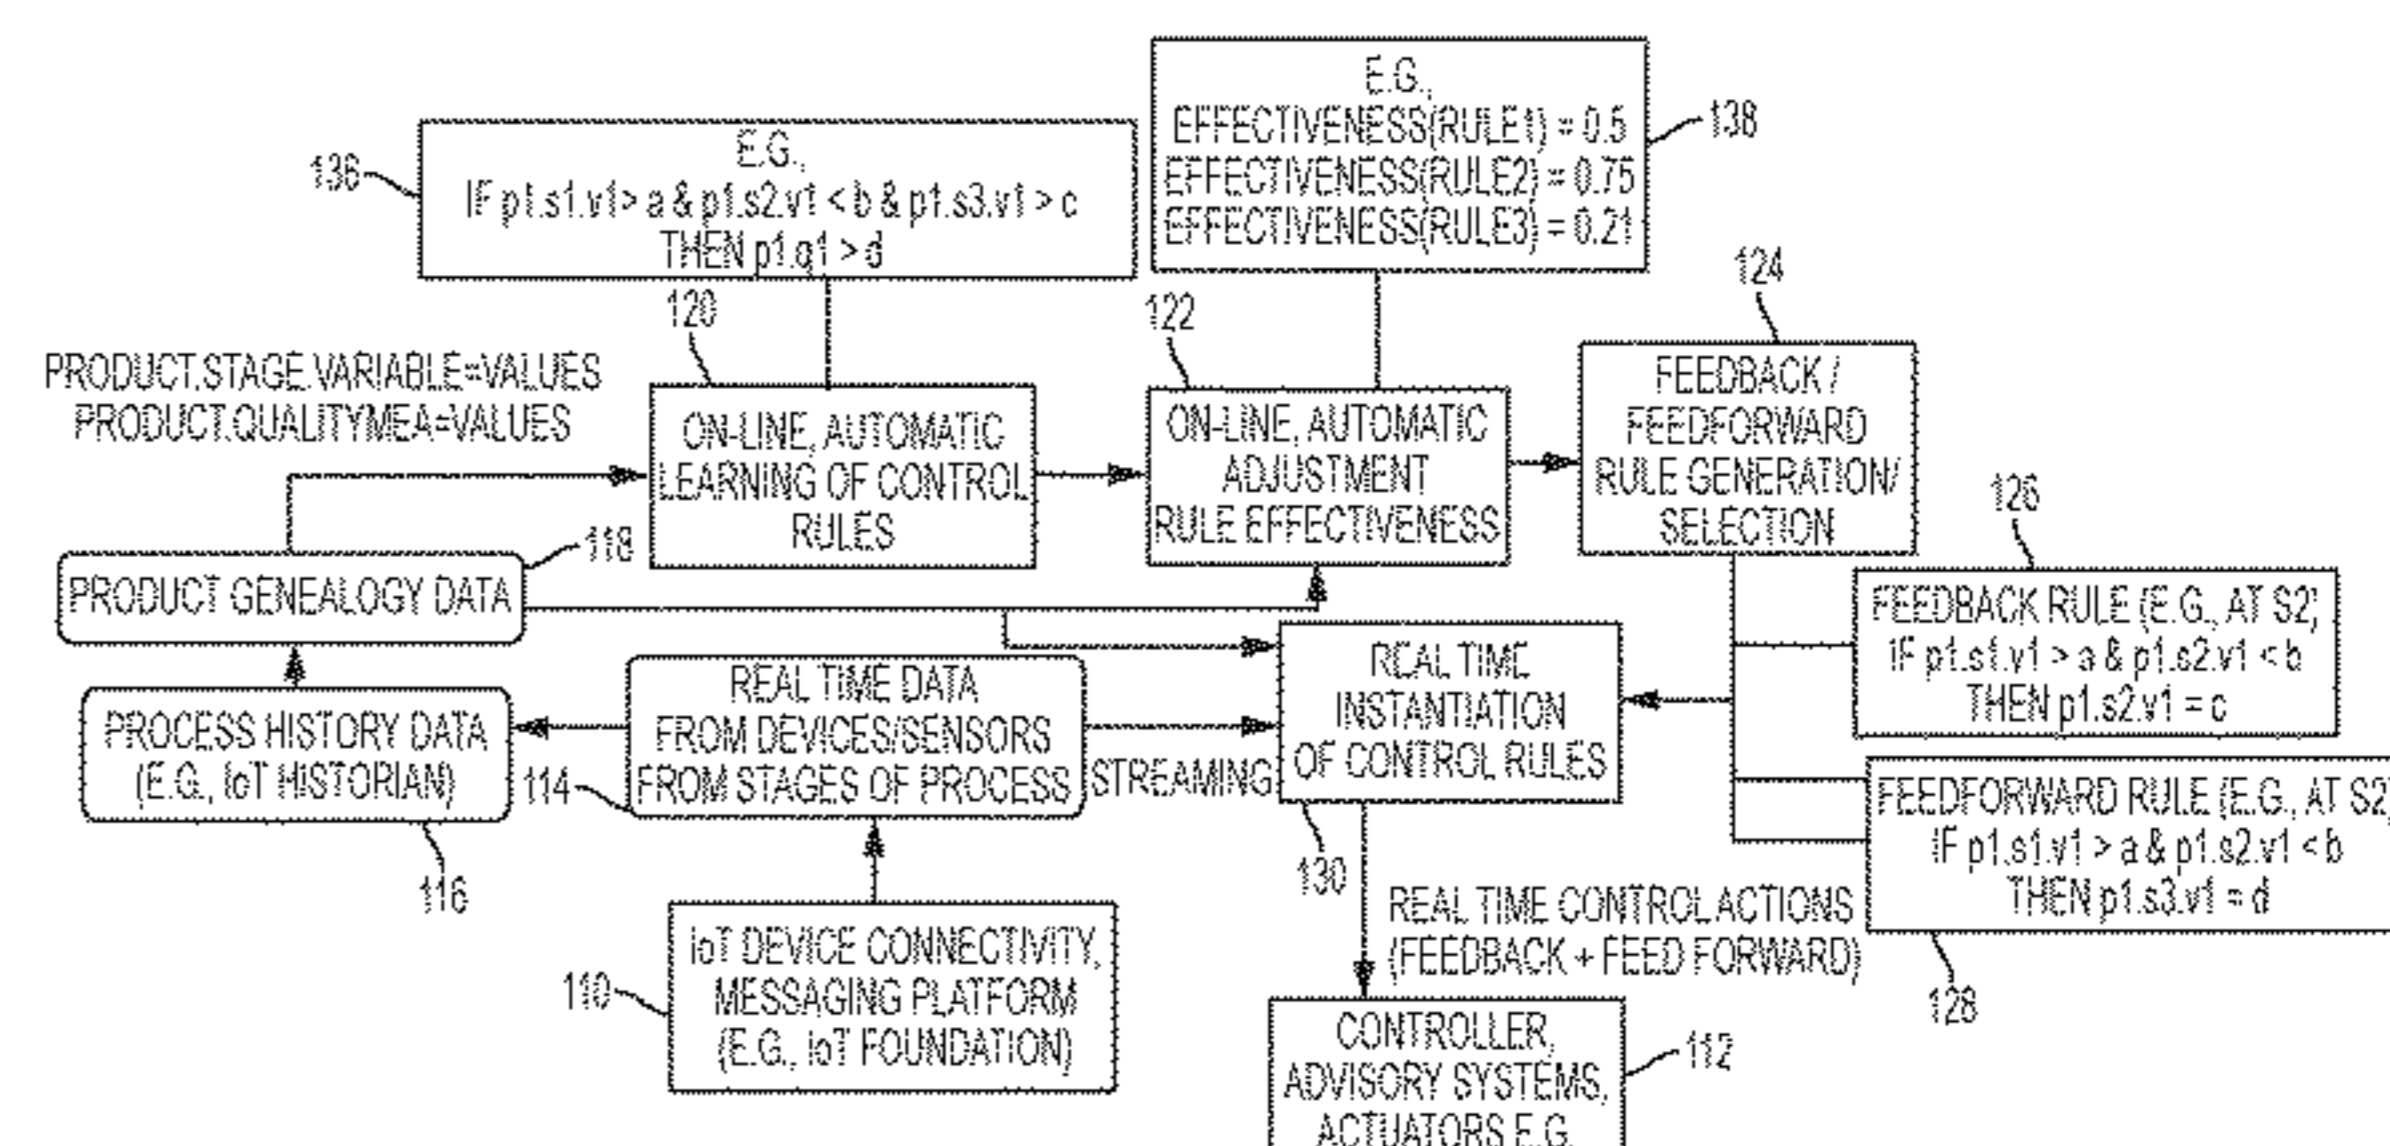 E.G.,
EFFECTIVENESS(RULE1) = 0.5
EFFECTIVENESS(RULE2) = 0.75
EFFECTIVENESS(RULE3) = 0.21
138
E.G.,
IF p1.s1.v1> a & p1.s2.v1 < b & p1.s3.v1 > c
THEN p1.q1 > d
136
120
122
124
PRODUCT.STAGE.VARIABLE=VALUES
PRODUCT.QUALITYMEA=VALUES
ON-LINE, AUTOMATIC
LEARNING OF CONTROL
RULES
ON-LINE, AUTOMATIC
ADJUSTMENT
RULE EFFECTIVENESS
FEEDBACK /
FEEDFORWARD
RULE GENERATION/
SELECTION
126
118
PRODUCT GENEALOGY DATA
FEEDBACK RULE (E.G., AT S2)
IF p1.s1.v1 > a & p1.s2.v1 < b
THEN p1.s2.v1 = c
PROCESS HISTORY DATA
(E.G., IoT HISTORIAN)
116
REAL TIME DATA
FROM DEVICES/SENSORS
FROM STAGES OF PROCESS
114
STREAMING
REAL TIME
INSTANTIATION
OF CONTROL RULES
130
FEEDFORWARD RULE (E.G., AT S2)
IF p1.s1.v1 > a & p1.s2.v1 < b
THEN p1.s3.v1 = d
128
REAL TIME CONTROL ACTIONS
(FEEDBACK + FEED FORWARD)
IoT DEVICE CONNECTIVITY,
MESSAGING PLATFORM
(E.G., IoT FOUNDATION)
110
CONTROLLER,
ADVISORY SYSTEMS,
ACTUATORS E.G.
112